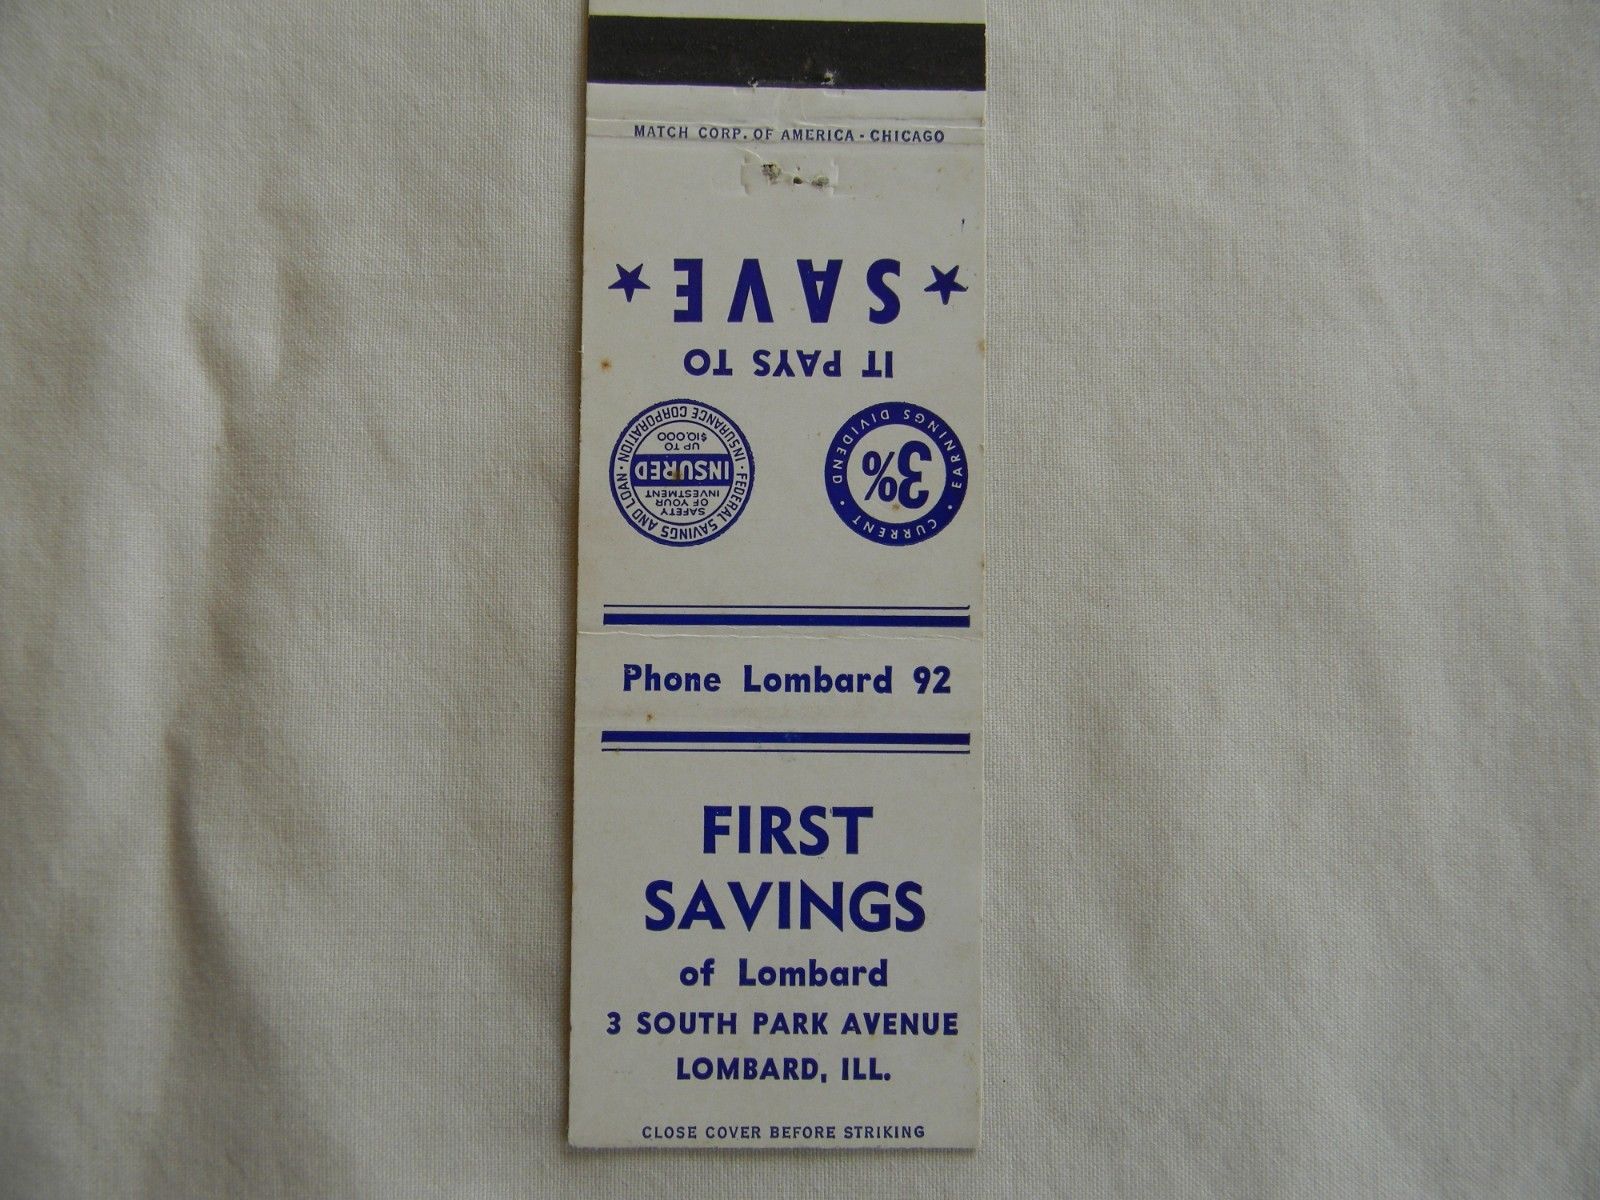 MATCH CORP. OF AMERICA - CHICAGO
★ SAVE ★
IT PAYS TO
CURRENT • EARNINGS DIVIDEND •
3%
FEDERAL SAVINGS AND LOAN · INSURANCE CORPORATION ·
SAFETY
OF YOUR
INVESTMENT
INSURED
UP TO
$10,000
Phone Lombard 92
FIRST
SAVINGS
of Lombard
3 SOUTH PARK AVENUE
LOMBARD, ILL.
CLOSE COVER BEFORE STRIKING